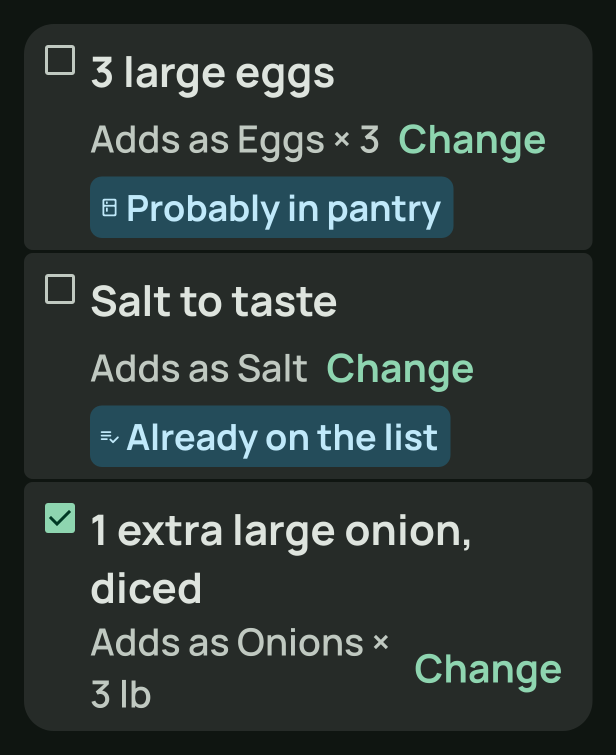 3 large eggs
Adds as Eggs × 3 Change
Probably in pantry
Salt to taste
Adds as Salt Change
Already on the list
1 extra large onion,
diced
Adds as Onions ×
3 lb
Change